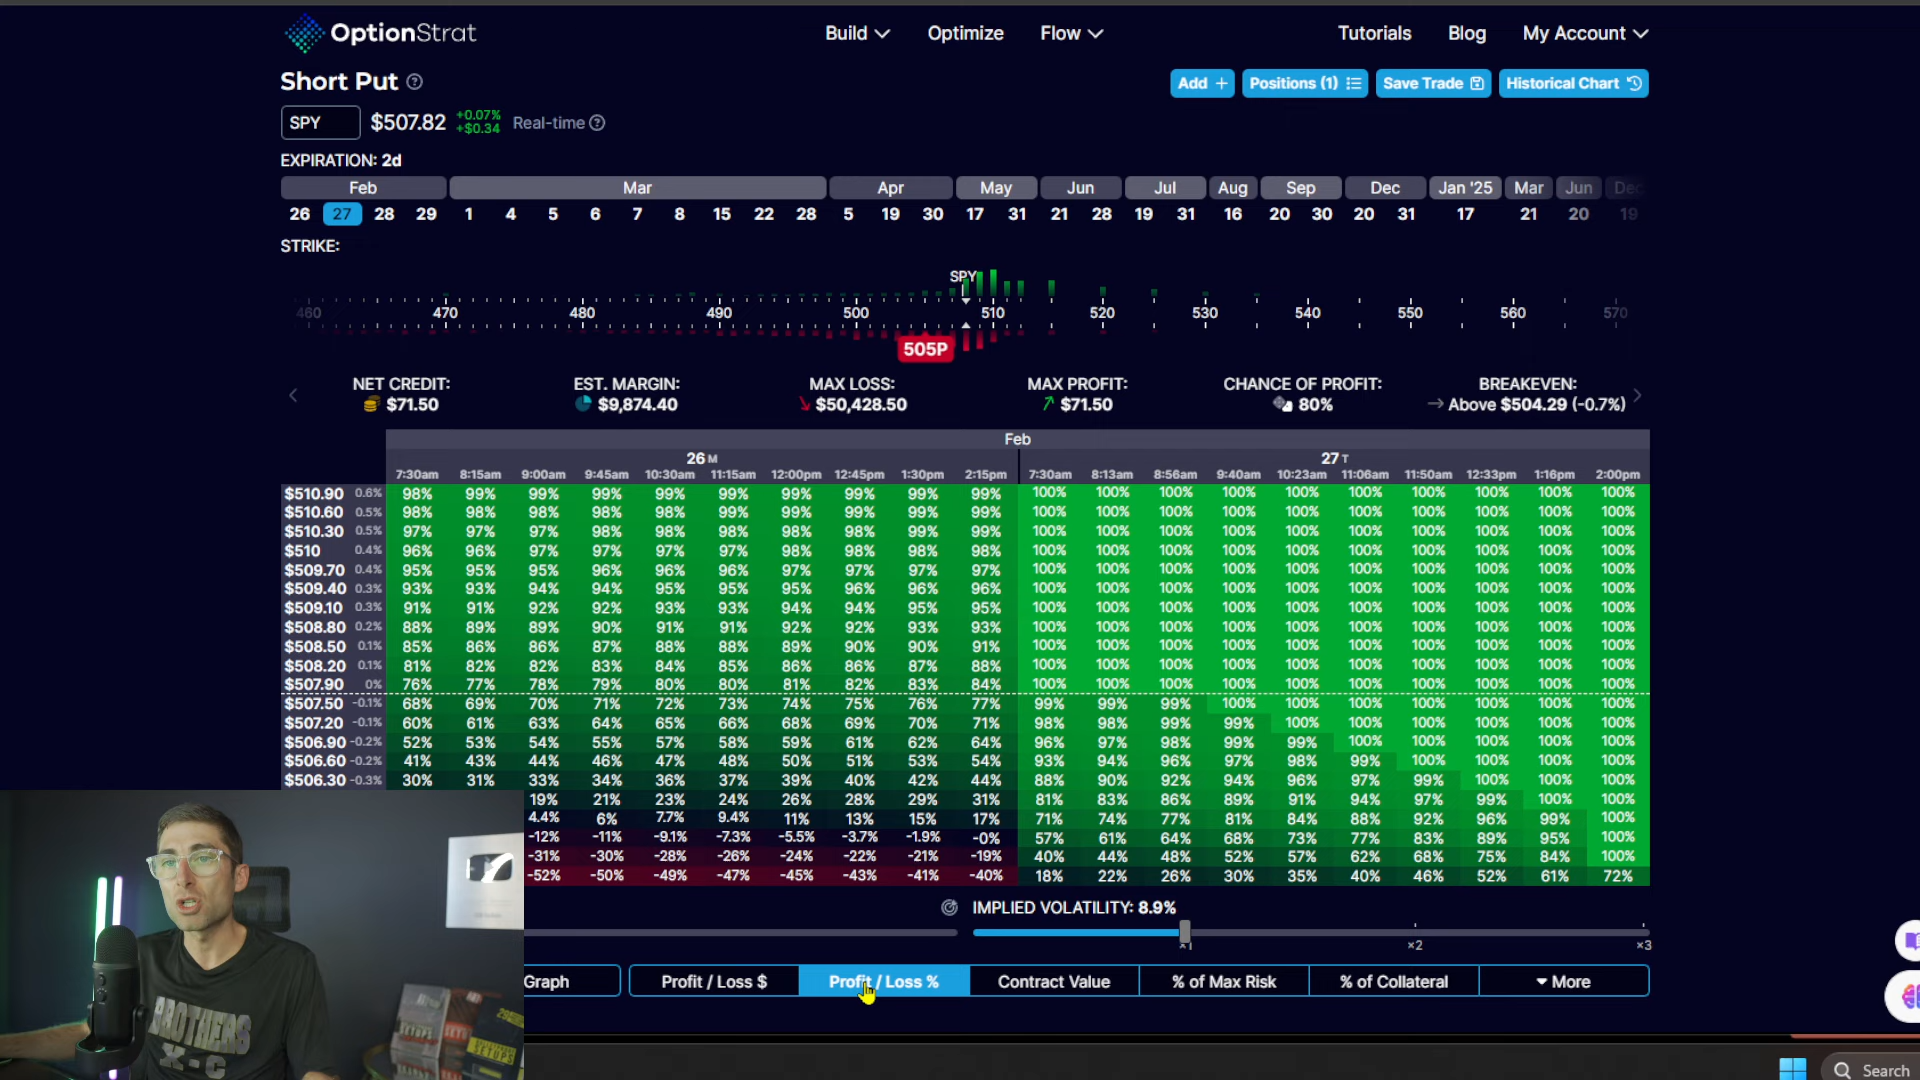 OptionStrat
Build
Optimize
Flow
Tutorials
Blog
My Account
Short Put
Add +
Positions (1)
Save Trade
Historical Chart
SPY $507.82 +0.07% +$0.34 Real-time
EXPIRATION: 2d
Feb Mar Apr May Jun Jul Aug Sep Dec Jan '25 Mar Jun Dec
26 27 28 29 1 4 5 6 7 8 15 22 28 5 19 30 17 31 21 28 19 31 16 20 30 20 31 17 21 20 19
STRIKE:
SPY
460 470 480 490 500 510 520 530 540 550 560 570
505P
NET CREDIT: EST. MARGIN: MAX LOSS: MAX PROFIT: CHANCE OF PROFIT: BREAKEVEN:
$71.50 $9,874.40 $50,428.50 $71.50 80% Above $504.29 (-0.7%)
Feb
26 M 27 T
7:30am 8:15am 9:00am 9:45am 10:30am 11:15am 12:00pm 12:45pm 1:30pm 2:15pm 7:30am 8:13am 8:56am 9:40am 10:23am 11:06am 11:50am 12:33pm 1:16pm 2:00pm
$510.90 0.6% 98% 99% 99% 99% 99% 99% 99% 99% 99% 99% 100% 100% 100% 100% 100% 100% 100% 100% 100% 100%
$510.60 0.5% 98% 98% 98% 98% 98% 99% 99% 99% 99% 99% 100% 100% 100% 100% 100% 100% 100% 100% 100% 100%
$510.30 0.5% 97% 97% 97% 98% 98% 98% 98% 98% 99% 99% 100% 100% 100% 100% 100% 100% 100% 100% 100% 100%
$510 0.4% 96% 96% 97% 97% 97% 97% 98% 98% 98% 98% 100% 100% 100% 100% 100% 100% 100% 100% 100% 100%
$509.70 0.4% 95% 95% 95% 96% 96% 96% 97% 97% 97% 97% 100% 100% 100% 100% 100% 100% 100% 100% 100% 100%
$509.40 0.3% 93% 93% 94% 94% 95% 95% 95% 96% 96% 96% 100% 100% 100% 100% 100% 100% 100% 100% 100% 100%
$509.10 0.3% 91% 91% 92% 92% 93% 93% 94% 94% 95% 95% 100% 100% 100% 100% 100% 100% 100% 100% 100% 100%
$508.80 0.2% 88% 89% 89% 90% 91% 91% 92% 92% 93% 93% 100% 100% 100% 100% 100% 100% 100% 100% 100% 100%
$508.50 0.1% 85% 86% 86% 87% 88% 88% 89% 90% 90% 91% 100% 100% 100% 100% 100% 100% 100% 100% 100% 100%
$508.20 0.1% 81% 82% 82% 83% 84% 85% 86% 86% 87% 88% 100% 100% 100% 100% 100% 100% 100% 100% 100% 100%
$507.90 0% 76% 77% 78% 79% 80% 80% 81% 82% 83% 84% 100% 100% 100% 100% 100% 100% 100% 100% 100% 100%
$507.50 -0.1% 68% 69% 70% 71% 72% 73% 74% 75% 76% 77% 99% 99% 99% 100% 100% 100% 100% 100% 100% 100%
$507.20 -0.1% 60% 61% 63% 64% 65% 66% 68% 69% 70% 71% 98% 98% 99% 99% 100% 100% 100% 100% 100% 100%
$506.90 -0.2% 52% 53% 54% 55% 57% 58% 59% 61% 62% 64% 96% 97% 98% 99% 99% 100% 100% 100% 100% 100%
$506.60 -0.2% 41% 43% 44% 46% 47% 48% 50% 51% 53% 54% 93% 94% 96% 97% 98% 99% 100% 100% 100% 100%
$506.30 -0.3% 30% 31% 33% 34% 36% 37% 39% 40% 42% 44% 88% 90% 92% 94% 96% 97% 99% 100% 100% 100%
19% 21% 23% 24% 26% 28% 29% 31% 81% 83% 86% 89% 91% 94% 97% 99% 100% 100%
4.4% 6% 7.7% 9.4% 11% 13% 15% 17% 71% 74% 77% 81% 84% 88% 92% 96% 99% 100%
-12% -11% -9.1% -7.3% -5.5% -3.7% -1.9% -0% 57% 61% 64% 68% 73% 77% 83% 89% 95% 100%
-31% -30% -28% -26% -24% -22% -21% -19% 40% 44% 48% 52% 57% 62% 68% 75% 84% 100%
-52% -50% -49% -47% -45% -43% -41% -40% 18% 22% 26% 30% 35% 40% 46% 52% 61% 72%
IMPLIED VOLATILITY: 8.9%
x1 x2 x3
Graph
Profit / Loss $
Profit / Loss %
Contract Value
% of Max Risk
% of Collateral
More
BROTHERS
X-C
Search